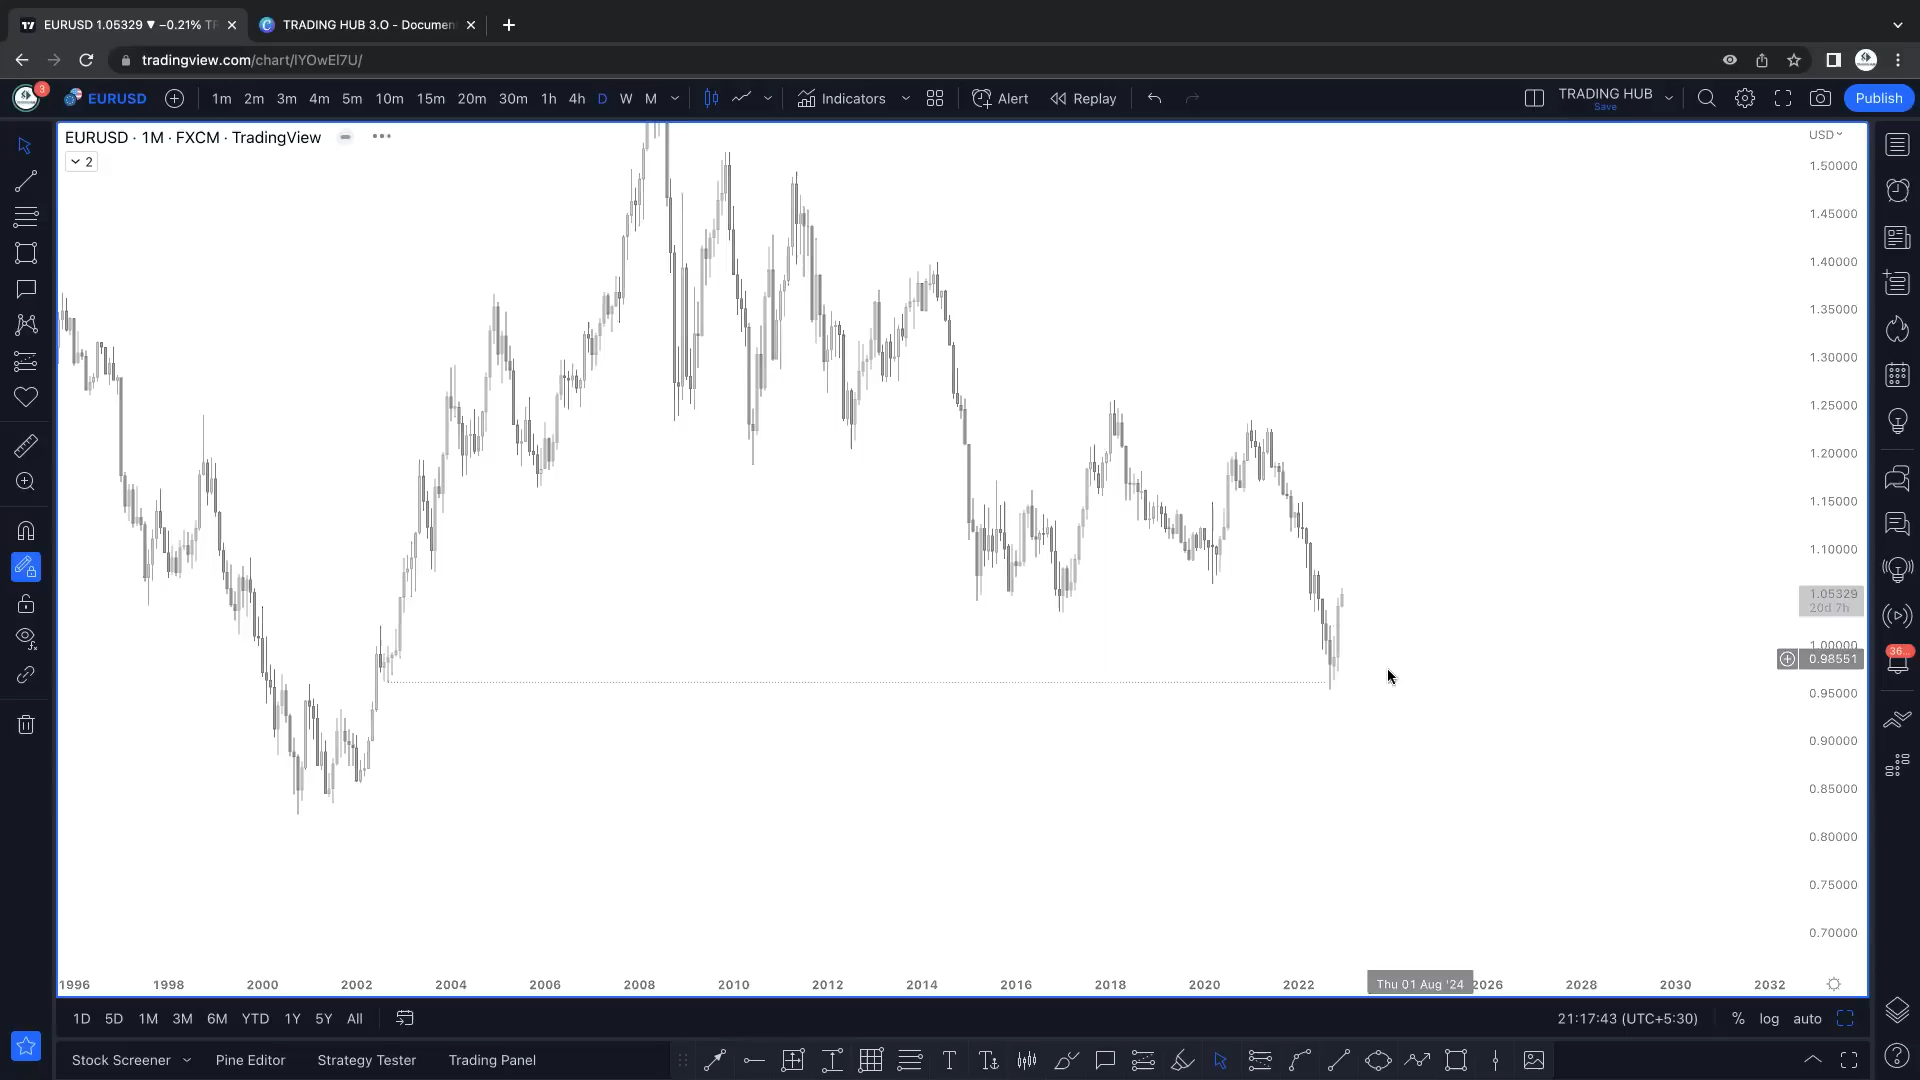 EURUSD 1.05329 ▼ −0.21% TR
TRADING HUB 3.O - Documen
tradingview.com/chart/lYOwEl7U/
3
EURUSD
1m 2m 3m 4m 5m 10m 15m 20m 30m 1h 4h D W M
Indicators
Alert
Replay
TRADING HUB
Save
Publish
EURUSD · 1M · FXCM · TradingView
2
USD
1.50000
1.45000
1.40000
1.35000
1.30000
1.25000
1.20000
1.15000
1.10000
1.05329
20d 7h
1.00000
0.98551
0.95000
0.90000
0.85000
0.80000
0.75000
0.70000
36...
1996 1998 2000 2002 2004 2006 2008 2010 2012 2014 2016 2018 2020 2022 Thu 01 Aug '24 2026 2028 2030 2032
1D 5D 1M 3M 6M YTD 1Y 5Y All
21:17:43 (UTC+5:30) % log auto
Stock Screener Pine Editor Strategy Tester Trading Panel